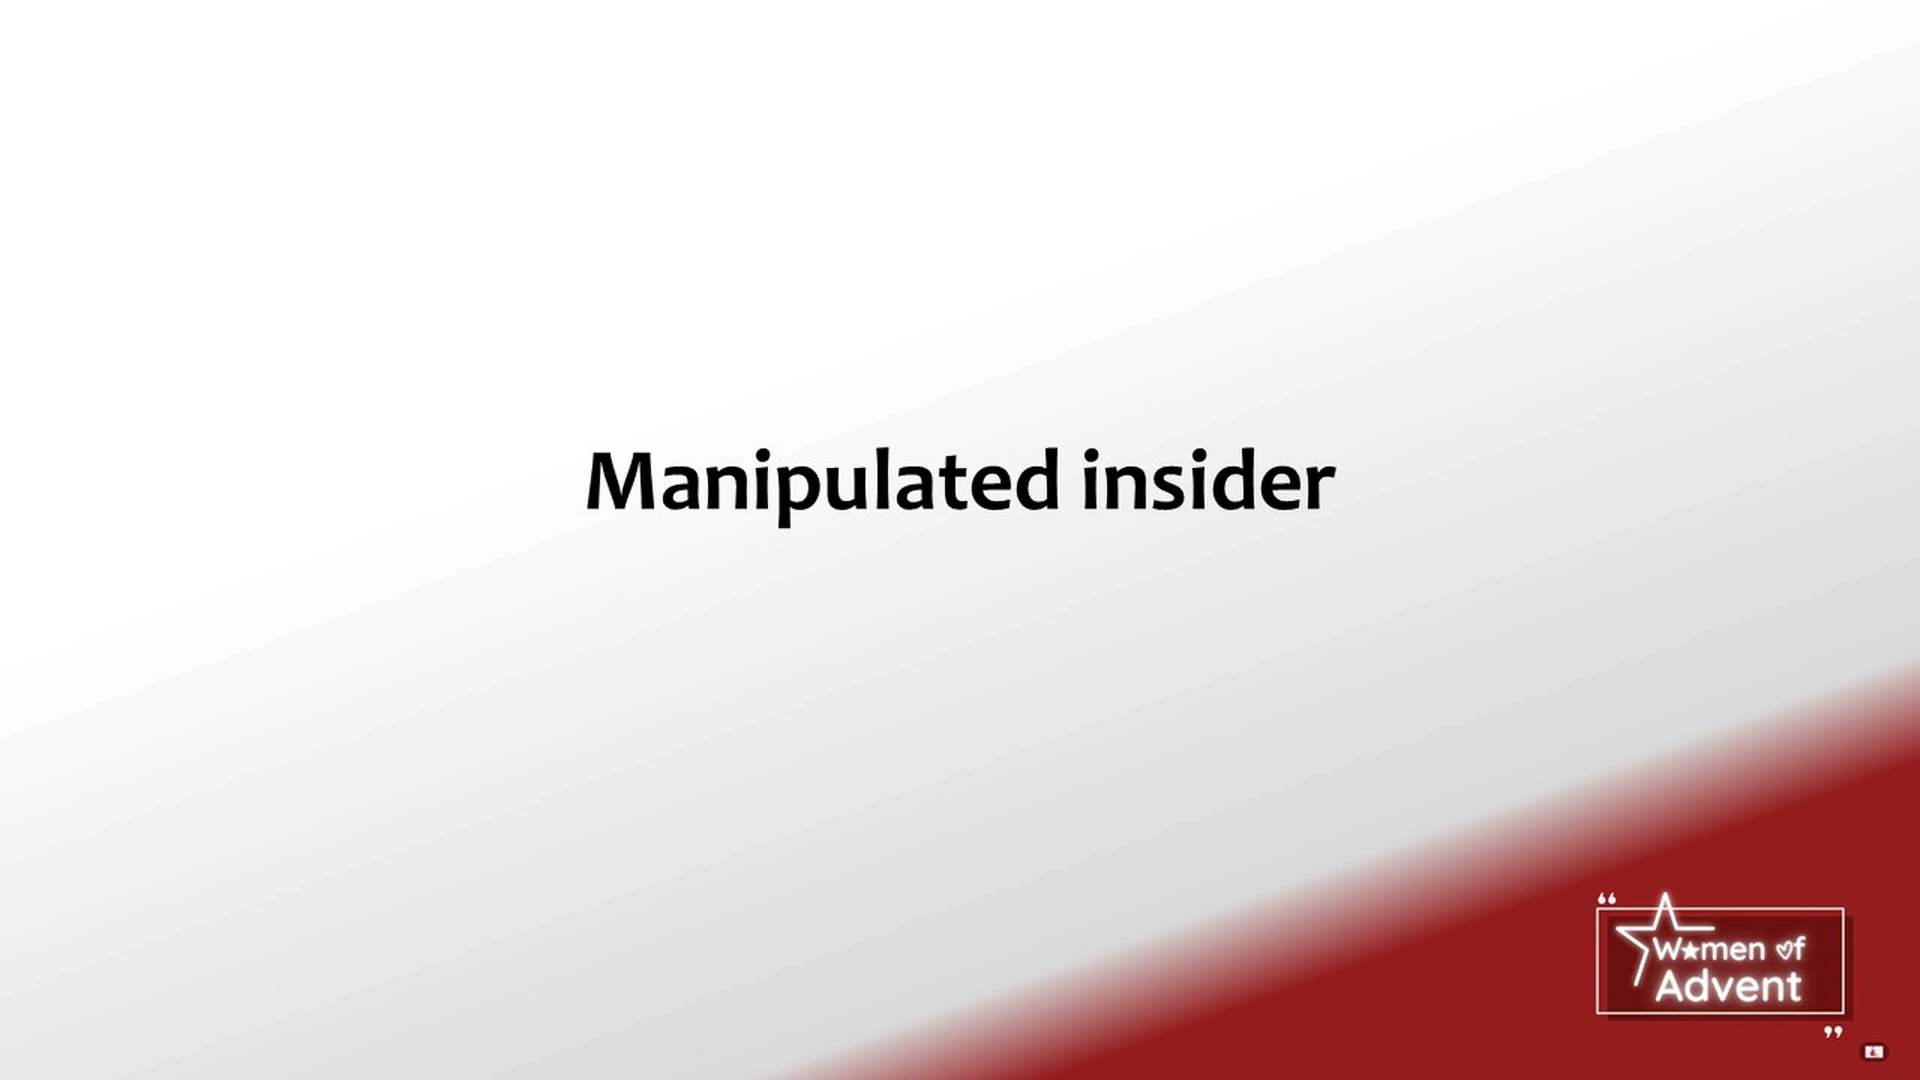 Manipulated insider
“
Women of
Advent
”